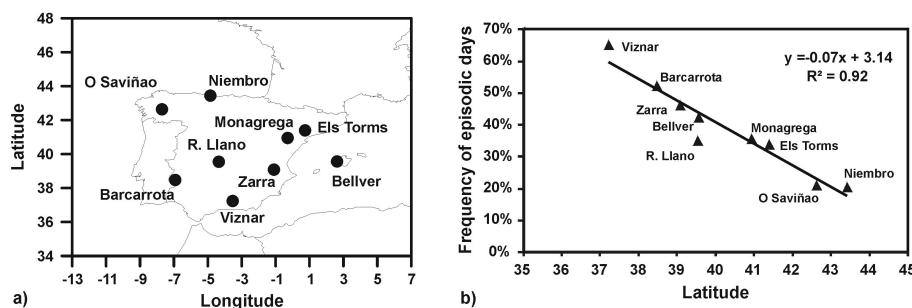 48
46
44
42
40
38
36
34
Latitude
O Saviñao
Niembro
Monagrega
Els Torms
R. Llano
Zarra
Bellver
Barcarrota
Viznar
-13 -11 -9 -7 -5 -3 -1 1 3 5 7
Longitude
a)
70%
60%
50%
40%
30%
20%
10%
0%
Frequency of episodic days
Viznar
y =-0.07x + 3.14
R² = 0.92
Barcarrota
Zarra
Bellver
R. Llano
Monagrega
Els Torms
Niembro
O Saviñao
35 36 37 38 39 40 41 42 43 44 45
Latitude
b)